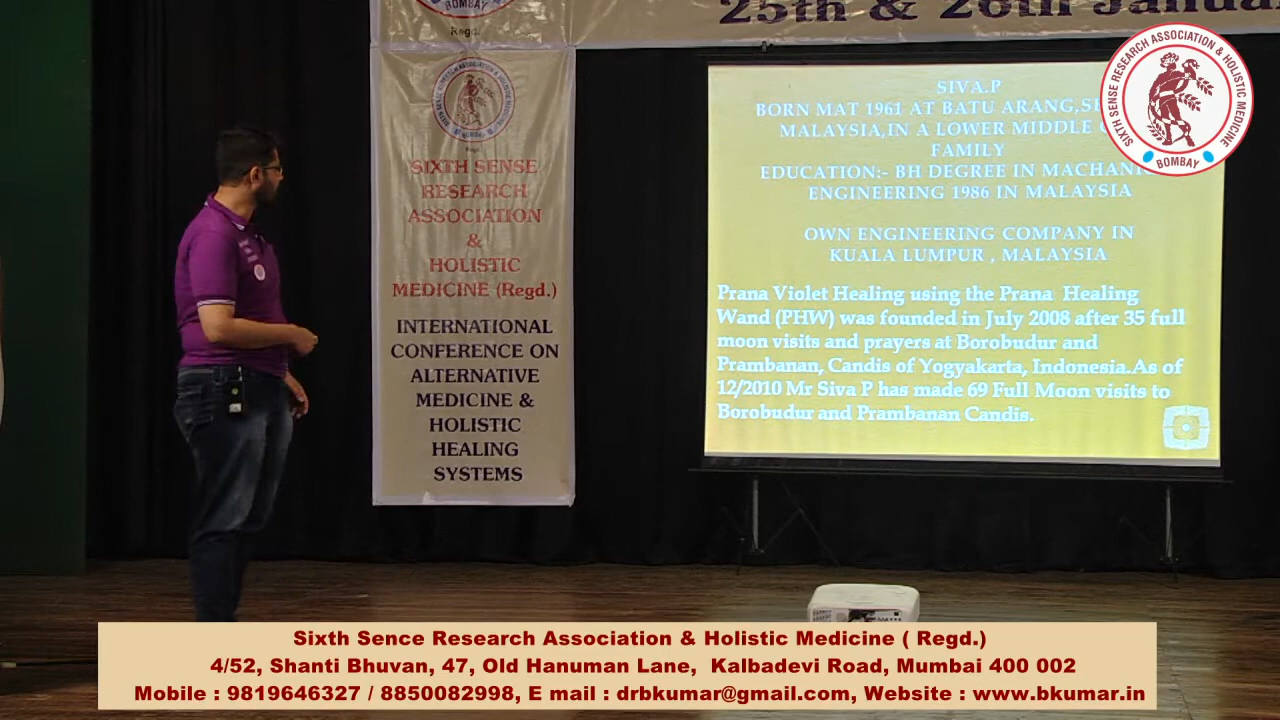 BOMBAY
Regd.
25th & 26th Janua
SIXTH SENSE RESEARCH ASSOCIATION & HOLISTIC MEDICINE
BOMBAY
SIXTH SENSE
RESEARCH
ASSOCIATION
&
HOLISTIC
MEDICINE (Regd.)
INTERNATIONAL
CONFERENCE ON
ALTERNATIVE
MEDICINE &
HOLISTIC
HEALING
SYSTEMS
SIVA.P
BORN MAT 1961 AT BATU ARANG,SE
MALAYSIA,IN A LOWER MIDDLE
FAMILY
EDUCATION:- BH DEGREE IN MACHANI
ENGINEERING 1986 IN MALAYSIA
OWN ENGINEERING COMPANY IN
KUALA LUMPUR , MALAYSIA
Prana Violet Healing using the Prana Healing
Wand (PHW) was founded in July 2008 after 35 full
moon visits and prayers at Borobudur and
Prambanan, Candis of Yogyakarta, Indonesia.As of
12/2010 Mr Siva P has made 69 Full Moon visits to
Borobudur and Prambanan Candis.
Sixth Sence Research Association & Holistic Medicine ( Regd.)
4/52, Shanti Bhuvan, 47, Old Hanuman Lane, Kalbadevi Road, Mumbai 400 002
Mobile : 9819646327 / 8850082998, E mail : drbkumar@gmail.com, Website : www.bkumar.in